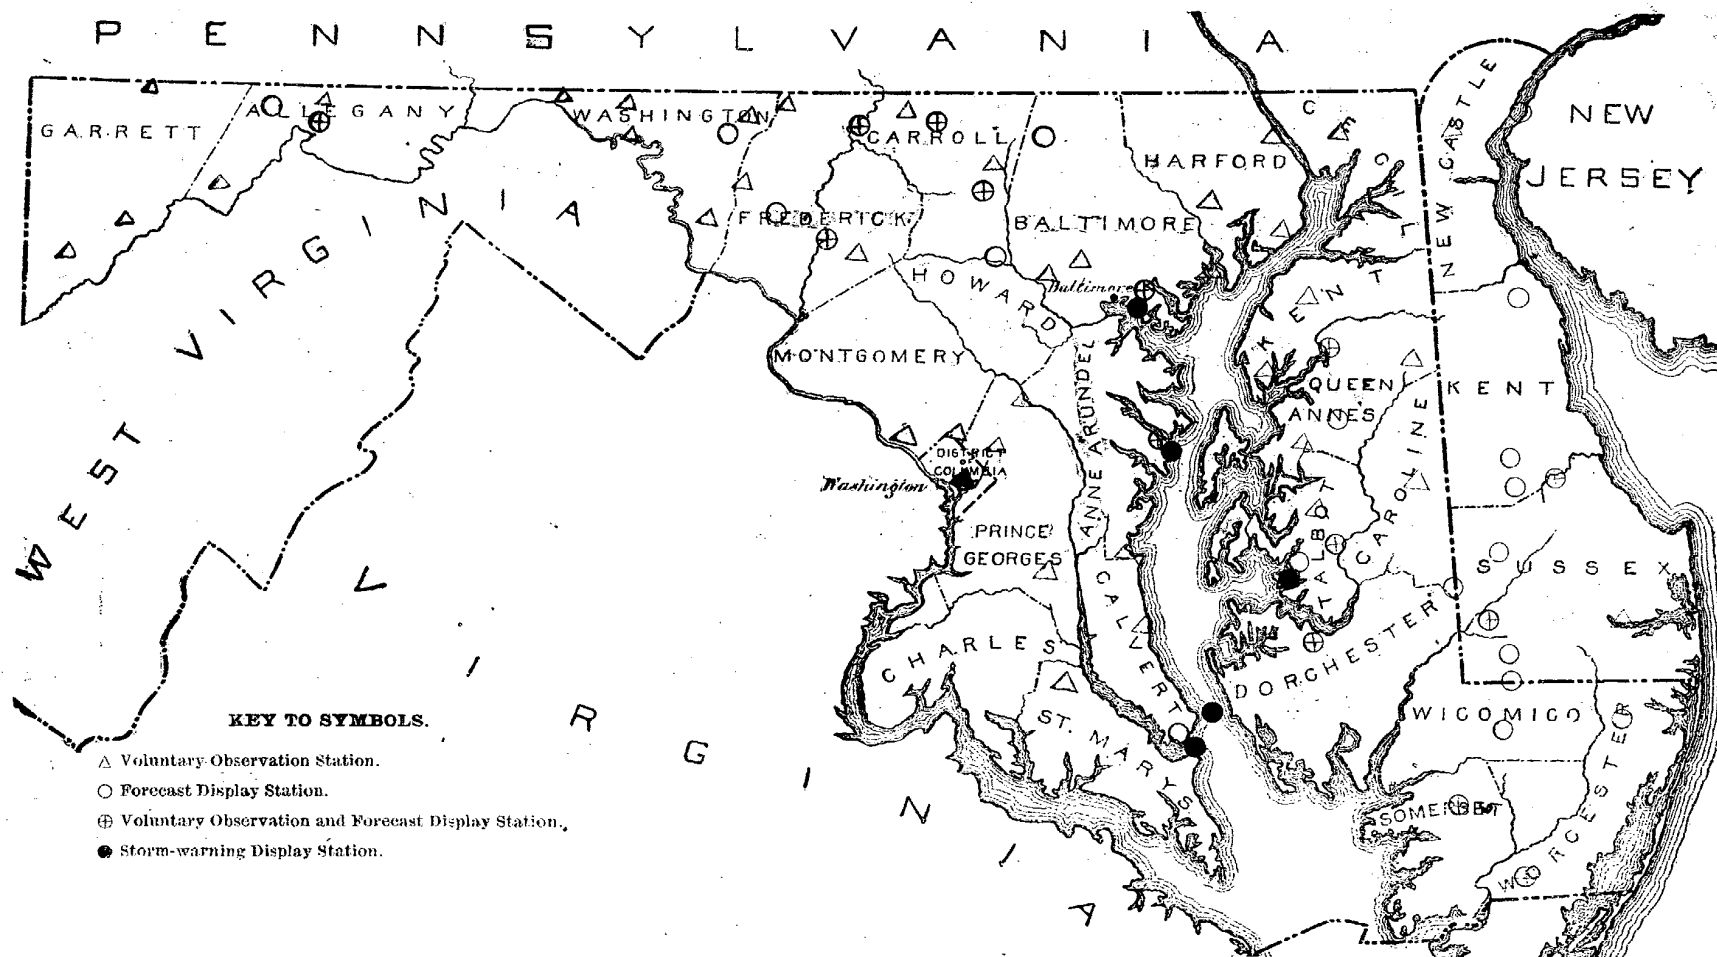 PENNSYLVANIA
NEW
JERSEY
WEST VIRGINIA
VIRGINIA
GARRETT
ALLEGANY
WASHINGTON
FREDERICK
CARROLL
BALTIMORE
HARFORD
CECIL
NEW CASTLE
HOWARD
Baltimore
KENT
MONTGOMERY
ANNE ARUNDEL
QUEEN
ANNES
KENT
CAROLINE
DISTRICT
OF
COLUMBIA
Washington
PRINCE
GEORGES
TALBOT
SUSSEX
CALVERT
CHARLES
DORCHESTER
ST. MARYS
WICOMICO
SOMERSET
WORCESTER
KEY TO SYMBOLS.
△ Voluntary Observation Station.
○ Forecast Display Station.
⊕ Voluntary Observation and Forecast Display Station.
● Storm-warning Display Station.